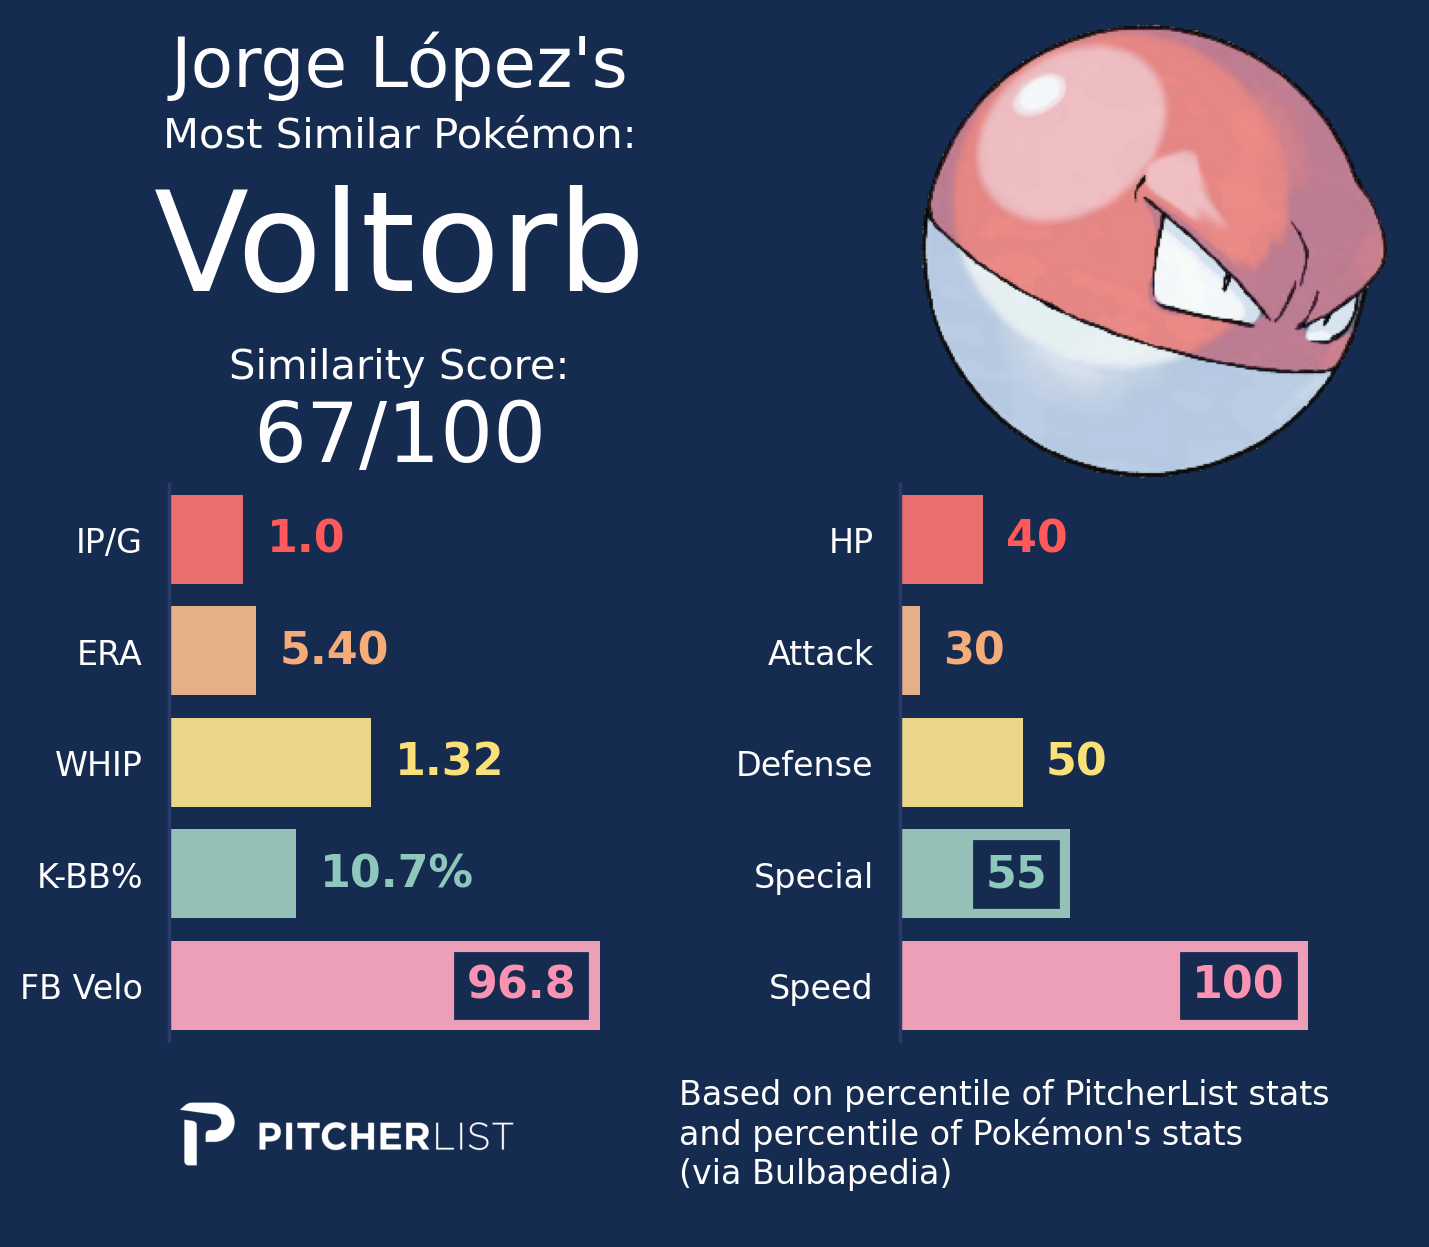 Jorge López's
Most Similar Pokémon:
Voltorb
Similarity Score:
67/100
IP/G 1.0
ERA 5.40
WHIP 1.32
K-BB% 10.7%
FB Velo 96.8
HP 40
Attack 30
Defense 50
Special 55
Speed 100
PITCHERLIST
Based on percentile of PitcherList stats
and percentile of Pokémon's stats
(via Bulbapedia)